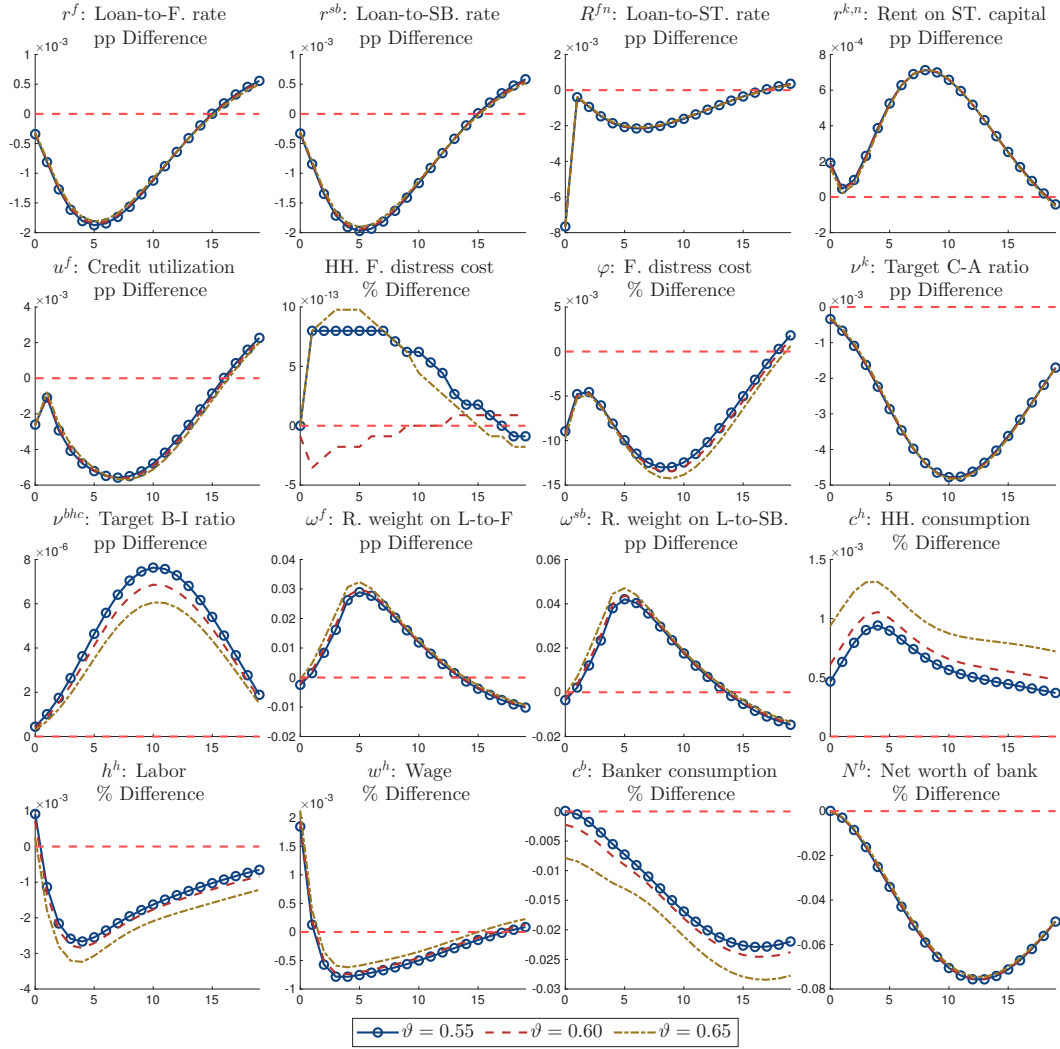 r^f: Loan-to-F. rate
pp Difference
×10^-3
1
0.5
0
-0.5
-1
-1.5
-2
0 5 10 15
r^sb: Loan-to-SB. rate
pp Difference
×10^-3
1
0.5
0
-0.5
-1
-1.5
-2
0 5 10 15
R^fn: Loan-to-ST. rate
pp Difference
×10^-3
2
0
-2
-4
-6
-8
0 5 10 15
r^k,n: Rent on ST. capital
pp Difference
×10^-4
8
6
4
2
0
-2
0 5 10 15
u^f: Credit utilization
pp Difference
×10^-3
4
2
0
-2
-4
-6
0 5 10 15
HH. F. distress cost
% Difference
×10^-13
10
5
0
-5
0 5 10 15
φ: F. distress cost
% Difference
×10^-3
5
0
-5
-10
-15
0 5 10 15
ν^k: Target C-A ratio
pp Difference
×10^-3
0
-1
-2
-3
-4
-5
0 5 10 15
ν^bhc: Target B-I ratio
pp Difference
×10^-6
8
6
4
2
0
0 5 10 15
ω^f: R. weight on L-to-F
pp Difference
0.04
0.03
0.02
0.01
0
-0.01
-0.02
0 5 10 15
ω^sb: R. weight on L-to-SB.
pp Difference
0.06
0.04
0.02
0
-0.02
0 5 10 15
c^h: HH. consumption
% Difference
×10^-3
1.5
1
0.5
0
0 5 10 15
h^h: Labor
% Difference
×10^-3
1
0
-1
-2
-3
-4
0 5 10 15
w^h: Wage
% Difference
×10^-3
2
1.5
1
0.5
0
-0.5
-1
0 5 10 15
c^b: Banker consumption
% Difference
0
-0.005
-0.01
-0.015
-0.02
-0.025
-0.03
0 5 10 15
N^b: Net worth of bank
% Difference
0
-0.02
-0.04
-0.06
-0.08
0 5 10 15
ϑ = 0.55 ϑ = 0.60 ϑ = 0.65